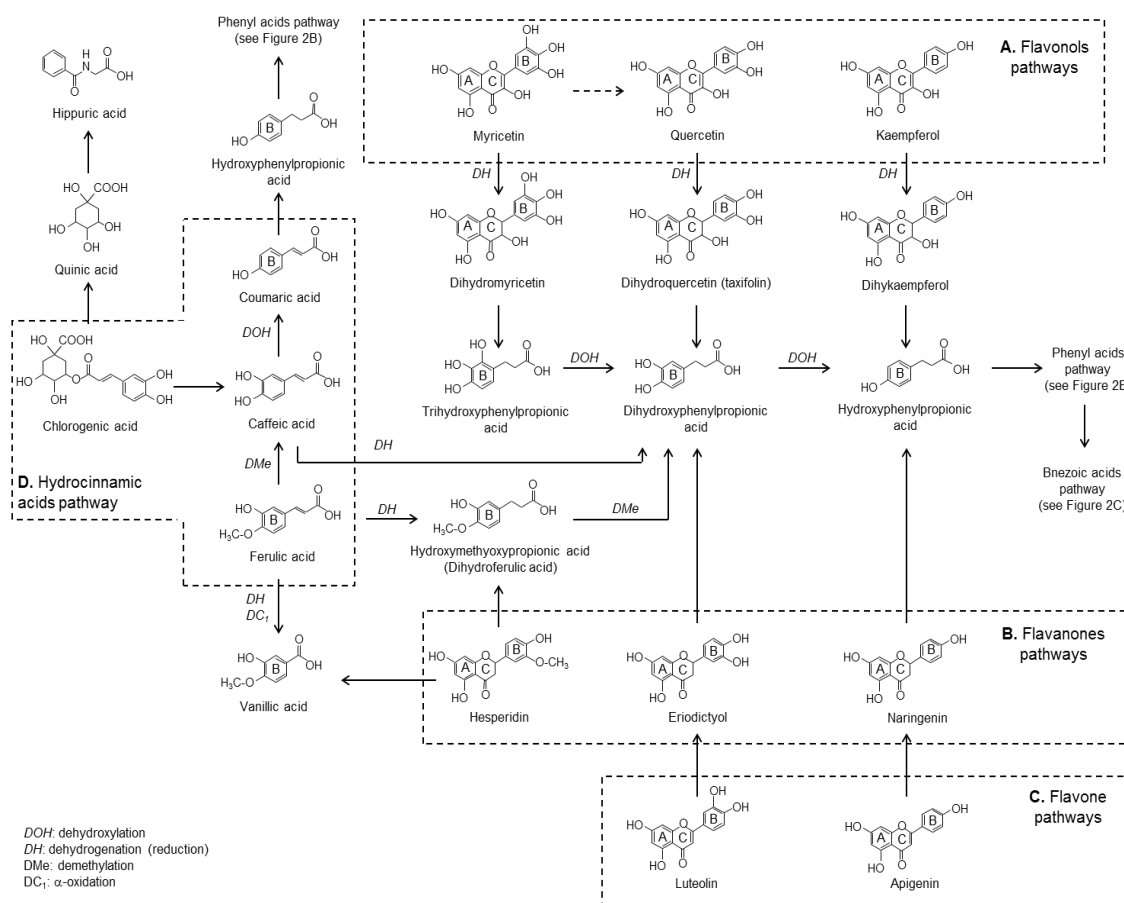 Phenyl acids pathway
(see Figure 2B)
A. Flavonols
pathways
Hippuric acid
Hydroxyphenylpropionic
acid
Myricetin
Quercetin
Kaempferol
DH
DH
DH
Quinic acid
Coumaric acid
Dihydromyricetin
Dihydroquercetin (taxifolin)
Dihykaempferol
DOH
Chlorogenic acid
Caffeic acid
Trihydroxyphenylpropionic
acid
DOH
Dihydroxyphenylpropionic
acid
DOH
Hydroxyphenylpropionic
acid
Phenyl acids
pathway
(see Figure 2B
DH
DMe
D. Hydrocinnamic
acids pathway
Bnezoic acids
pathway
(see Figure 2C)
Ferulic acid
DH
Hydroxymethyoxypropionic acid
(Dihydroferulic acid)
DMe
DH
DC1
Vanillic acid
B. Flavanones
pathways
Hesperidin
Eriodictyol
Naringenin
C. Flavone
pathways
Luteolin
Apigenin
DOH: dehydroxylation
DH: dehydrogenation (reduction)
DMe: demethylation
DC1: α-oxidation